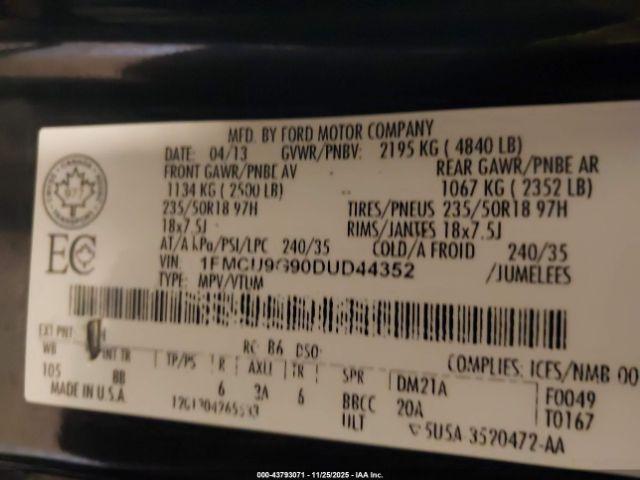 MFD. BY FORD MOTOR COMPANY
DATE: 04/13 GVWR/PNBV: 2195 KG ( 4840 LB)
FRONT GAWR/PNBE AV REAR GAWR/PNBE AR
1134 KG ( 2500 LB) 1067 KG ( 2352 LB)
235/50R18 97H TIRES/PNEUS 235/50R18 97H
18x7.5J RIMS/JANTES 18x7.5J
AT/A kPa/PSI/LPC 240/35 COLD/A FROID 240/35
VIN: 1FMCU9G90DUD44352 /JUMELEES
TYPE: MPV/VTUM
EC
EXT PNT: RC: B6 DSO: COMPLIES: ICES/NMB 00
WB INT TR TP/PS R AXLE TR SPR DM21A F0049
105 BB 6 3A 6 BBCC 20A T0167
MADE IN U.S.A. ULT 5U5A 3520472-AA
000-43793071 - 11/25/2025 - IAA Inc.